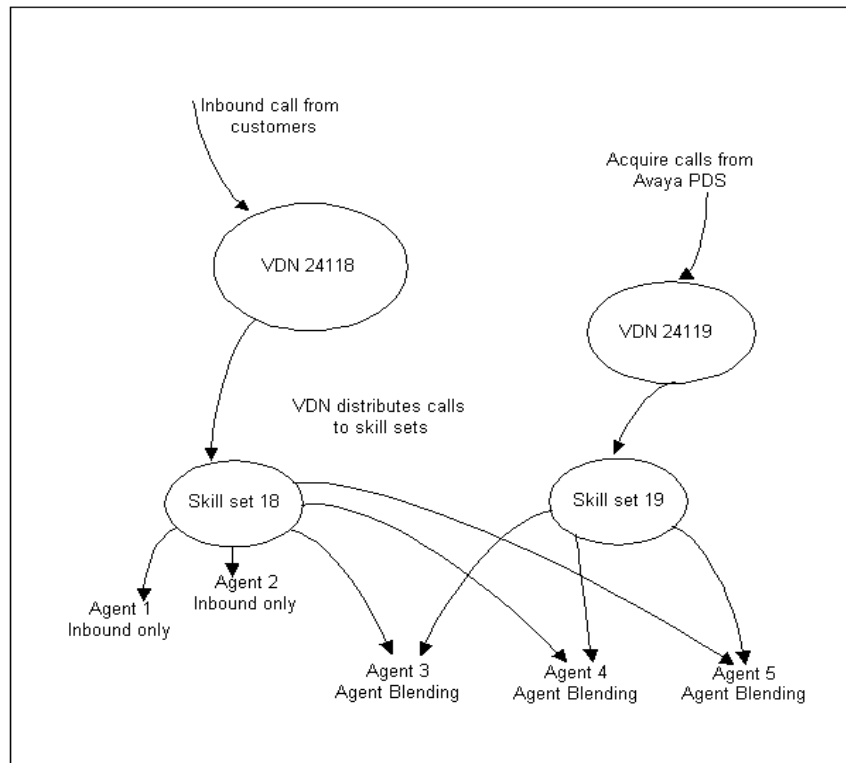 Inbound call from
customers
Acquire calls from
Avaya PDS
VDN 24118
VDN 24119
VDN distributes calls
to skill sets
Skill set 18
Skill set 19
Agent 1
Inbound only
Agent 2
Inbound only
Agent 3
Agent Blending
Agent 4
Agent Blending
Agent 5
Agent Blending